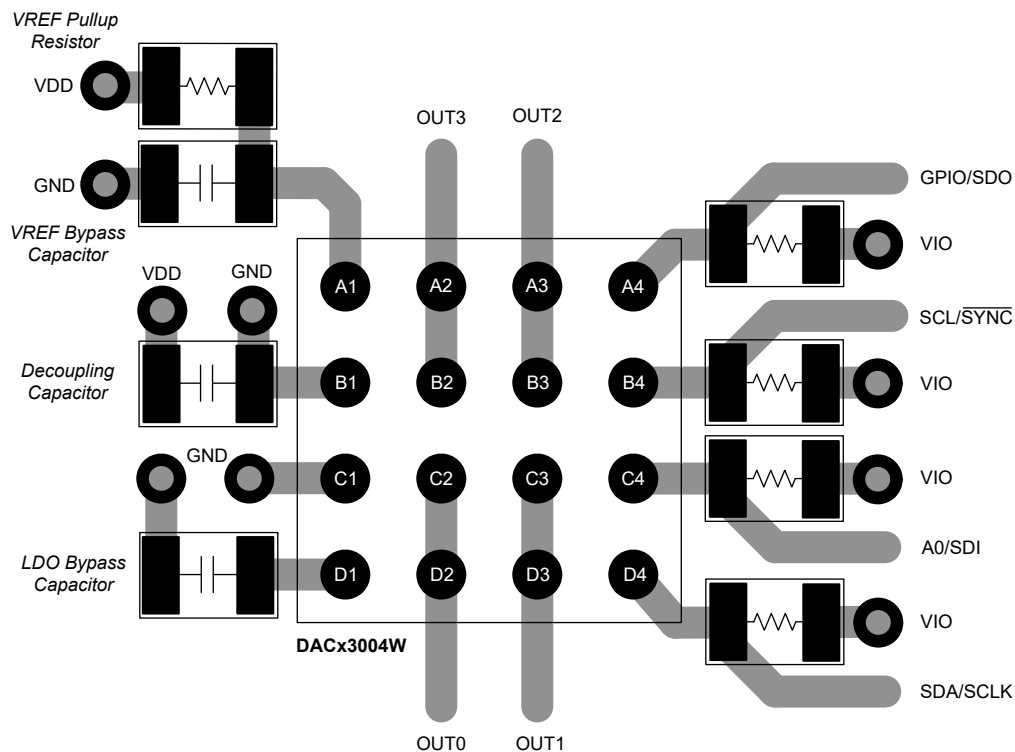 VREF Pullup
Resistor
VDD
OUT3
OUT2
GND
GPIO/SDO
VREF Bypass
Capacitor
VIO
VDD
GND
A1
A2
A3
A4
SCL/SYNC
Decoupling
Capacitor
B1
B2
B3
B4
VIO
GND
C1
C2
C3
C4
VIO
LDO Bypass
Capacitor
A0/SDI
D1
D2
D3
D4
VIO
DACx3004W
SDA/SCLK
OUT0
OUT1